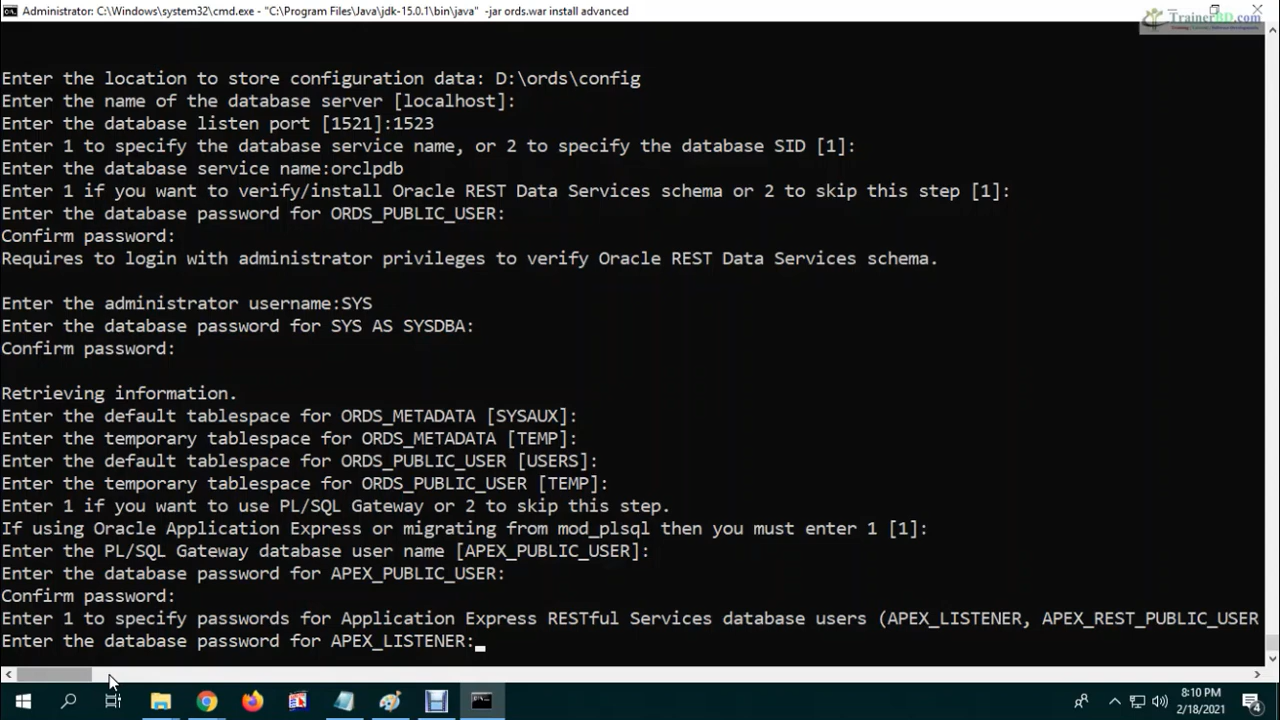 Administrator: C:\Windows\system32\cmd.exe - "C:\Program Files\Java\jdk-15.0.1\bin\java" -jar ords.war install advanced
TrainerBD.com
Enter the location to store configuration data: D:\ords\config
Enter the name of the database server [localhost]:
Enter the database listen port [1521]:1523
Enter 1 to specify the database service name, or 2 to specify the database SID [1]:
Enter the database service name:orclpdb
Enter 1 if you want to verify/install Oracle REST Data Services schema or 2 to skip this step [1]:
Enter the database password for ORDS_PUBLIC_USER:
Confirm password:
Requires to login with administrator privileges to verify Oracle REST Data Services schema.
Enter the administrator username:SYS
Enter the database password for SYS AS SYSDBA:
Confirm password:
Retrieving information.
Enter the default tablespace for ORDS_METADATA [SYSAUX]:
Enter the temporary tablespace for ORDS_METADATA [TEMP]:
Enter the default tablespace for ORDS_PUBLIC_USER [USERS]:
Enter the temporary tablespace for ORDS_PUBLIC_USER [TEMP]:
Enter 1 if you want to use PL/SQL Gateway or 2 to skip this step.
If using Oracle Application Express or migrating from mod_plsql then you must enter 1 [1]:
Enter the PL/SQL Gateway database user name [APEX_PUBLIC_USER]:
Enter the database password for APEX_PUBLIC_USER:
Confirm password:
Enter 1 to specify passwords for Application Express RESTful Services database users (APEX_LISTENER, APEX_REST_PUBLIC_USER
Enter the database password for APEX_LISTENER:
8:10 PM
2/18/2021
4